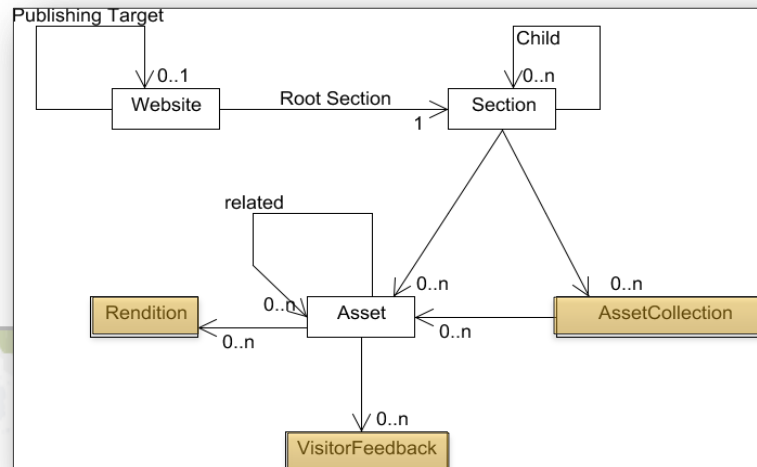 Publishing Target
Child
0..1
0..n
Website
Root Section
Section
1
related
0..n
0..n
0..n
Rendition
Asset
AssetCollection
0..n
0..n
0..n
VisitorFeedback